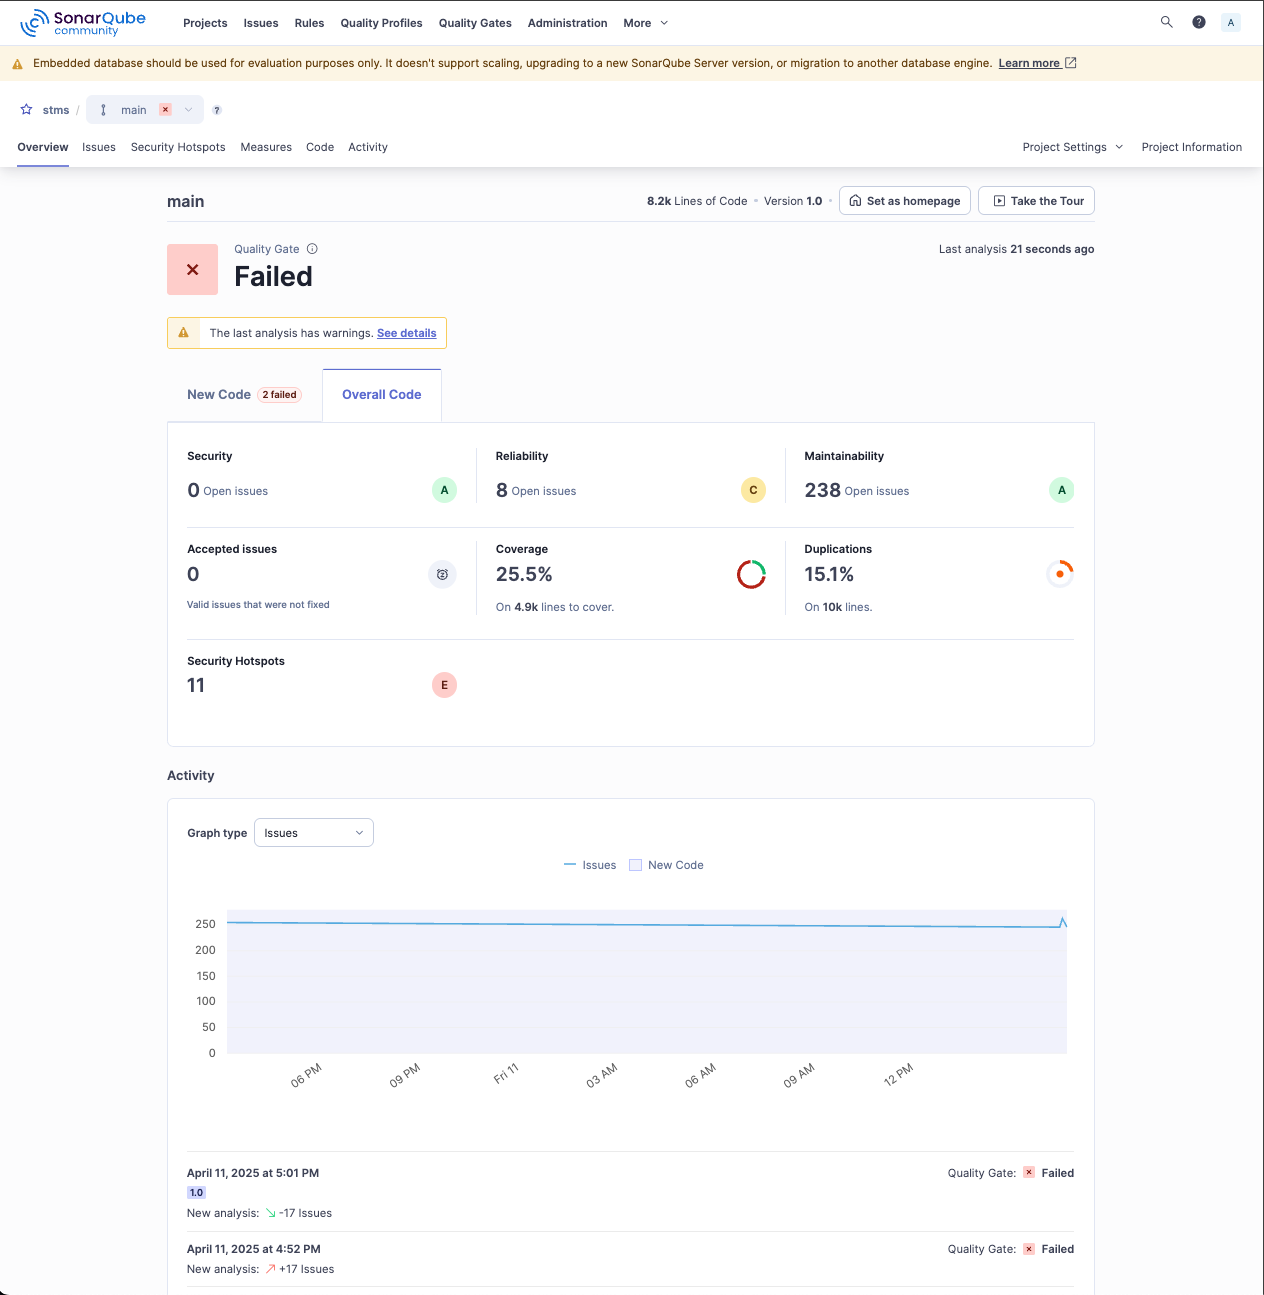 SonarQube
community
Projects Issues Rules Quality Profiles Quality Gates Administration More
? A
Embedded database should be used for evaluation purposes only. It doesn't support scaling, upgrading to a new SonarQube Server version, or migration to another database engine. Learn more
stms / main ?
Overview Issues Security Hotspots Measures Code Activity Project Settings Project Information
main 8.2k Lines of Code • Version 1.0 • Set as homepage Take the Tour
Quality Gate
Failed
Last analysis 21 seconds ago
The last analysis has warnings. See details
New Code 2 failed Overall Code
Security Reliability Maintainability
0 Open issues A 8 Open issues C 238 Open issues A
Accepted issues Coverage Duplications
0 25.5% 15.1%
Valid issues that were not fixed On 4.9k lines to cover. On 10k lines.
Security Hotspots
11 E
Activity
Graph type Issues
Issues New Code
250
200
150
100
50
0
06 PM 09 PM Fri 11 03 AM 06 AM 09 AM 12 PM
April 11, 2025 at 5:01 PM Quality Gate: Failed
1.0
New analysis: -17 Issues
April 11, 2025 at 4:52 PM Quality Gate: Failed
New analysis: +17 Issues